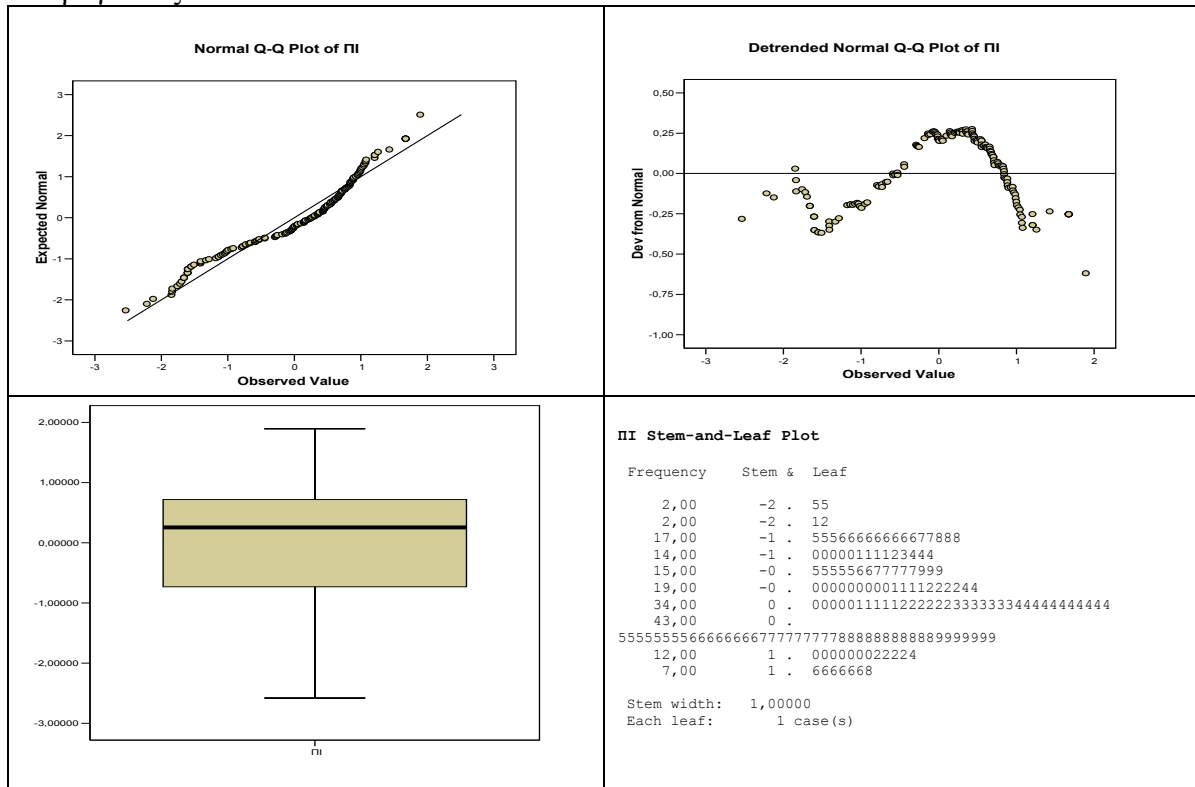 Normal Q-Q Plot of ΠΙ
Expected Normal
3
2
1
0
-1
-2
-3
-3 -2 -1 0 1 2 3
Observed Value
Detrended Normal Q-Q Plot of ΠΙ
Dev from Normal
0,50
0,25
0,00
-0,25
-0,50
-0,75
-1,00
-3 -2 -1 0 1 2
Observed Value
2,00000
1,00000
0,00000
-1,00000
-2,00000
-3,00000
ΠΙ
ΠΙ Stem-and-Leaf Plot
Frequency Stem & Leaf
2,00 -2 . 55
2,00 -2 . 12
17,00 -1 . 55566666666677888
14,00 -1 . 00000111123444
15,00 -0 . 555556677777999
19,00 -0 . 0000000001111222244
34,00 0 . 0000011111222222333333344444444444
43,00 0 .
5555555566666666677777777788888888889999999
12,00 1 . 000000022224
7,00 1 . 6666668
Stem width: 1,00000
Each leaf: 1 case(s)